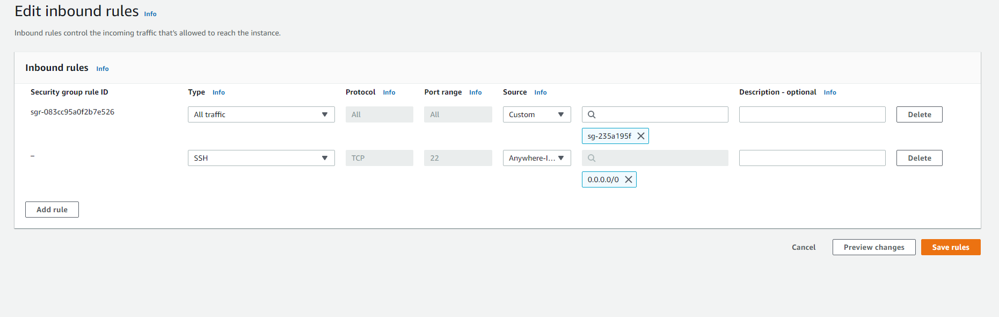 Edit inbound rules Info
Inbound rules control the incoming traffic that's allowed to reach the instance.
Inbound rules Info
Security group rule ID Type Info Protocol Info Port range Info Source Info Description - optional Info
sgr-083cc95a0f2b7e526 All traffic All All Custom Delete
sg-235a195f
– SSH TCP 22 Anywhere-I... Delete
0.0.0.0/0
Add rule
Cancel Preview changes Save rules